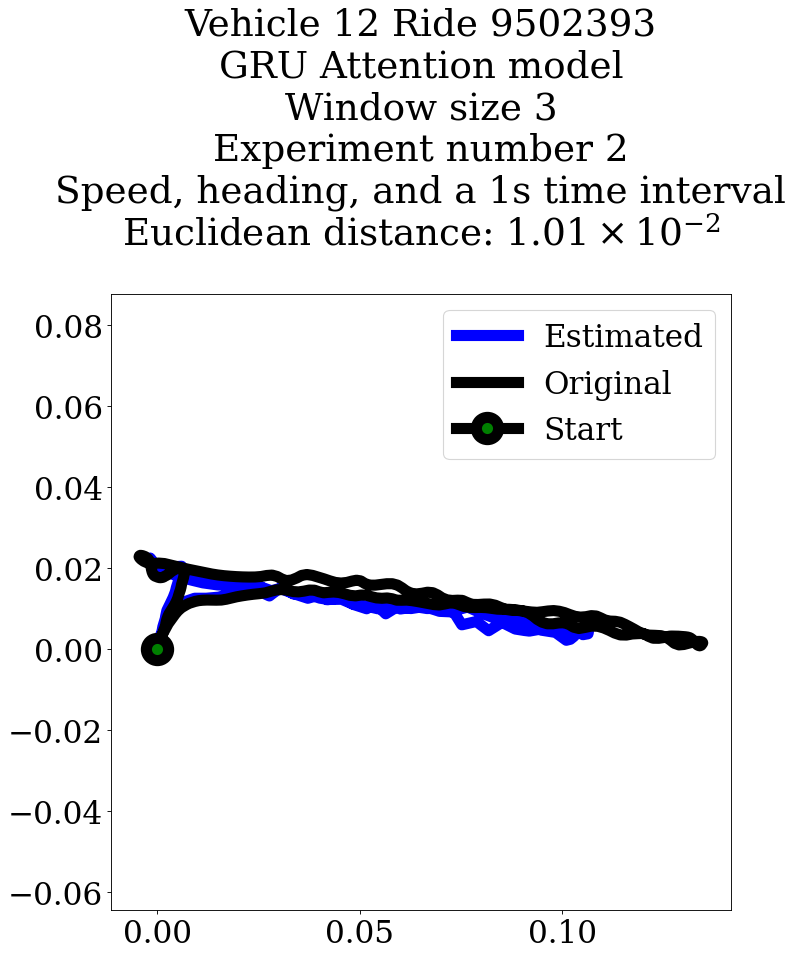 Vehicle 12 Ride 9502393
GRU Attention model
Window size 3
Experiment number 2
Speed, heading, and a 1s time interval
Euclidean distance: 1.01 × 10⁻²
Estimated
Original
Start
0.08
0.06
0.04
0.02
0.00
−0.02
−0.04
−0.06
0.00 0.05 0.10